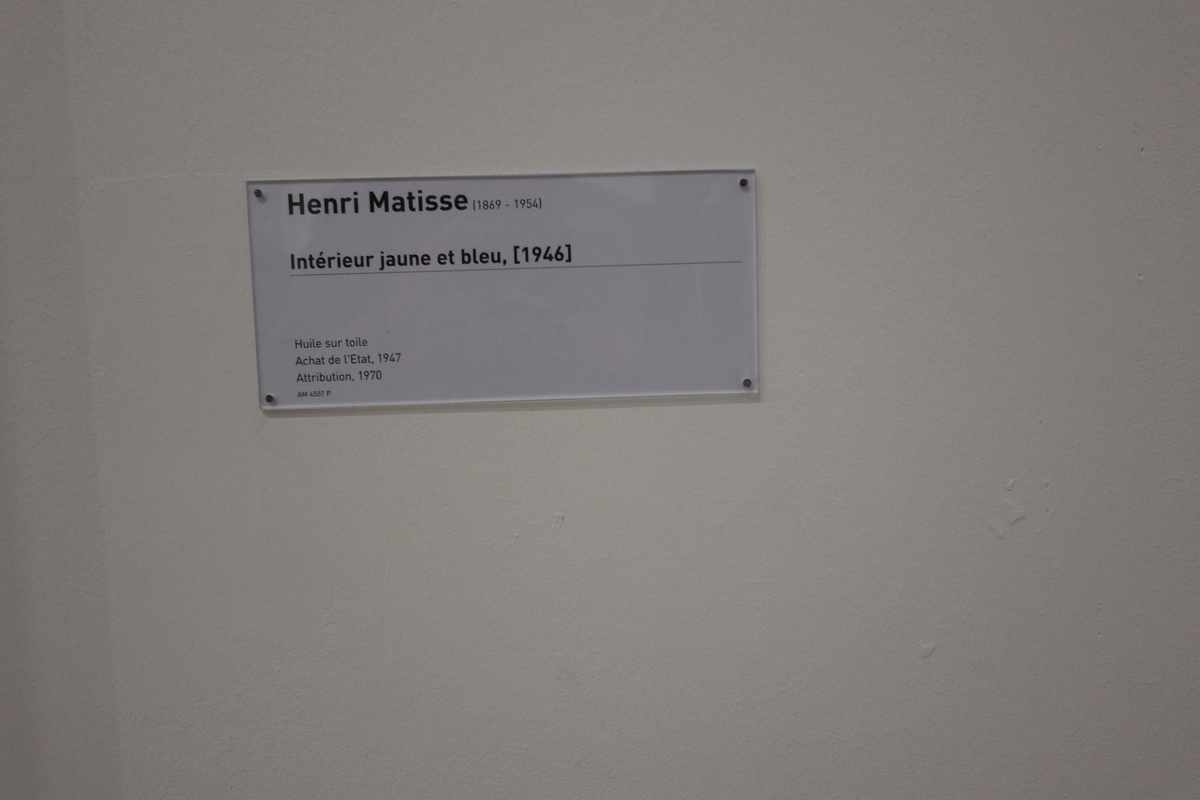 Henri Matisse (1869 - 1954)
Intérieur jaune et bleu, [1946]
Huile sur toile
Achat de l'Etat, 1947
Attribution, 1970
AM 4507 P